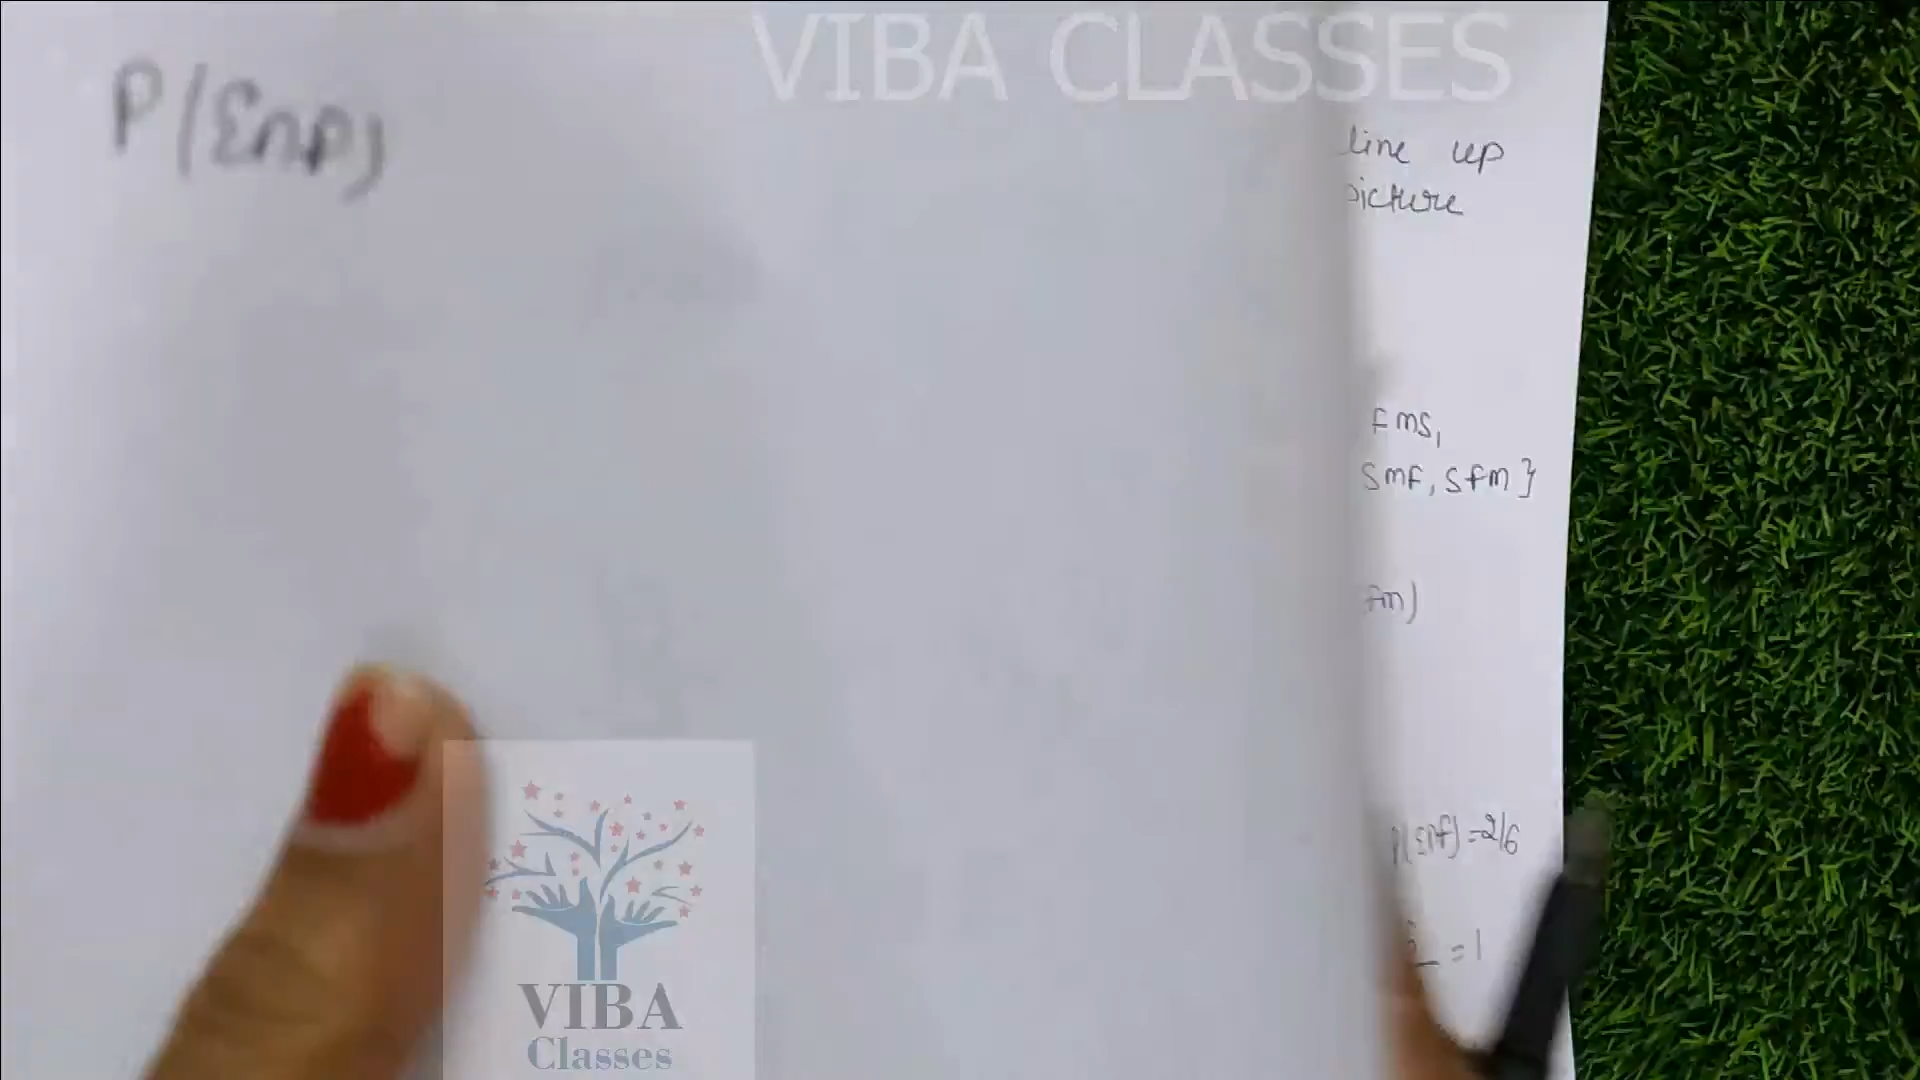 VIBA CLASSES
P(E∩F)
line up
picture
fms,
smf, sfm}
fm)
P(E∩F) = 2/6
= 1
VIBA
Classes